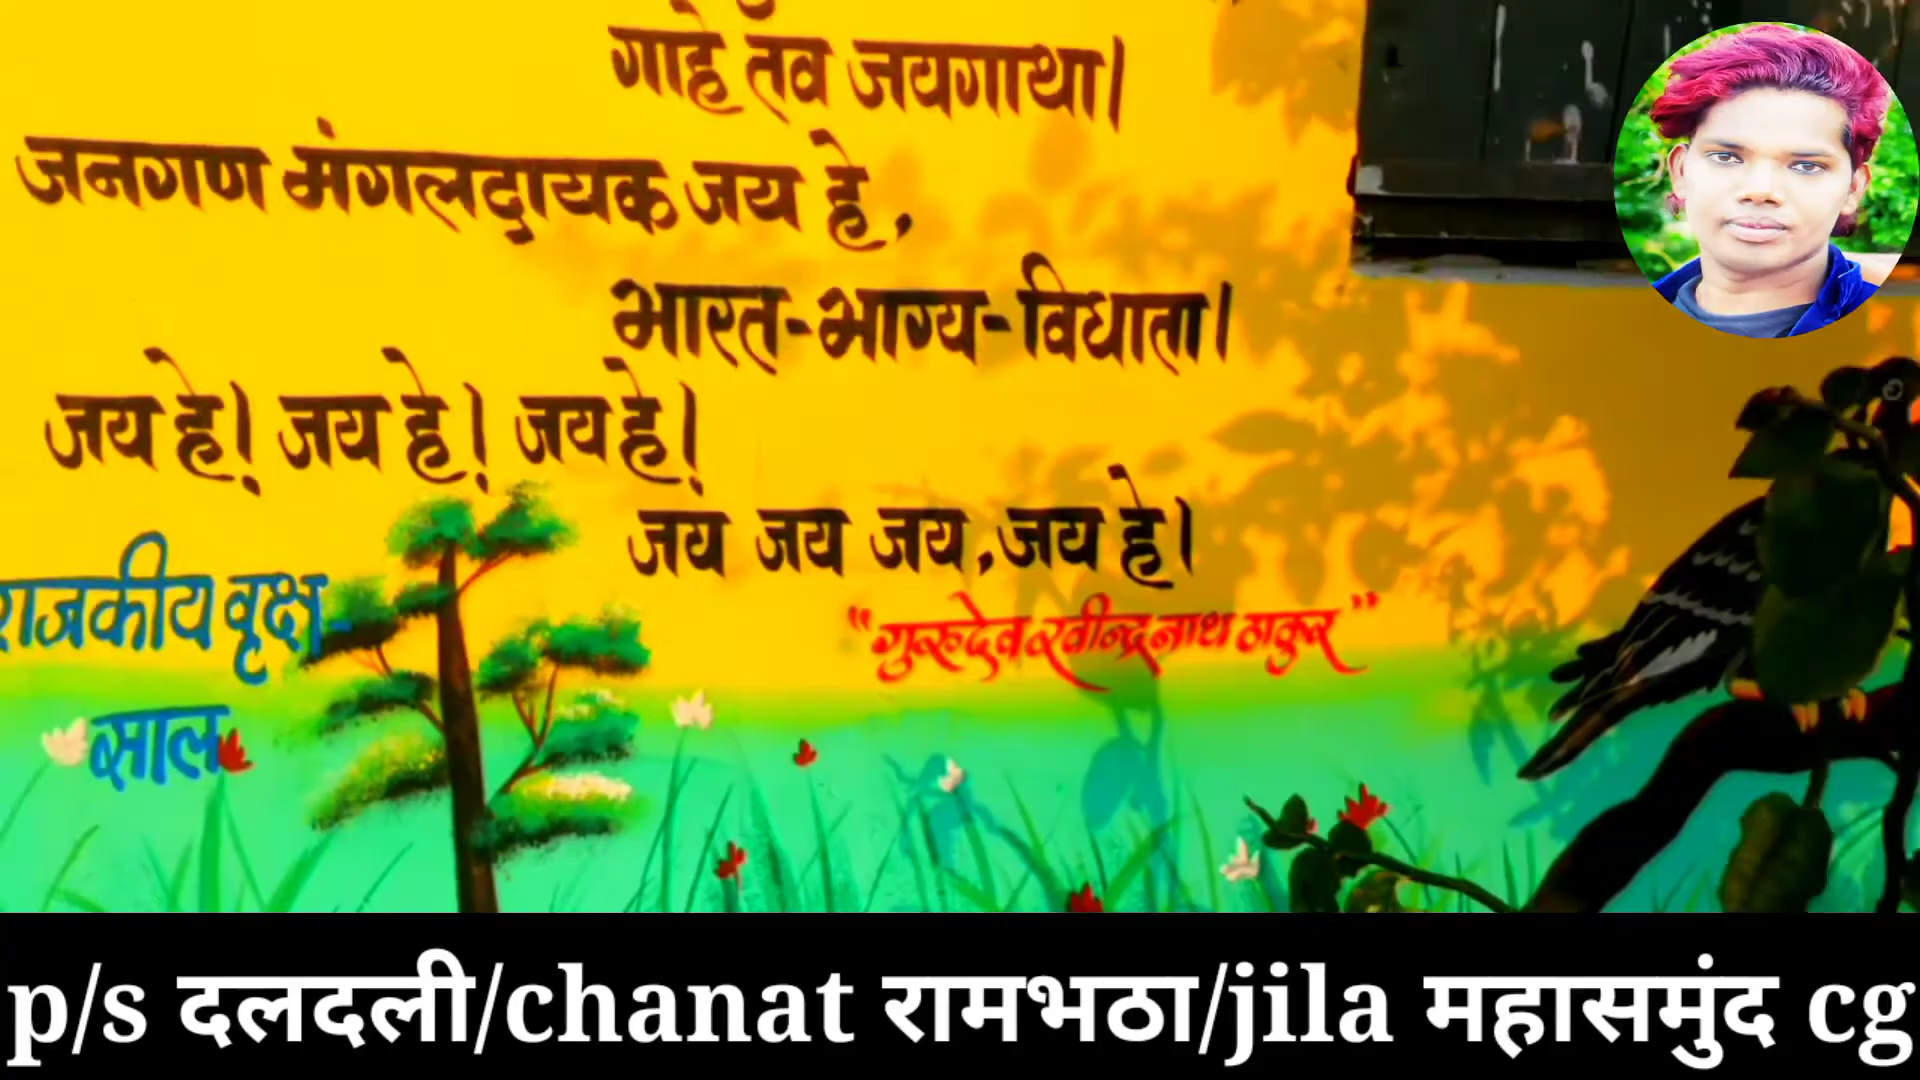 गाहे तव जयगाथा।
जनगण मंगलदायक जय हे,
भारत-भाग्य-विधाता।
जय हे! जय हे! जय हे!
जय जय जय, जय हे।
"गुरुदेव रवीन्द्रनाथ ठाकुर"
राजकीय वृक्ष-
साल
p/s दलदली/chanat रामभठा/jila महासमुंद cg